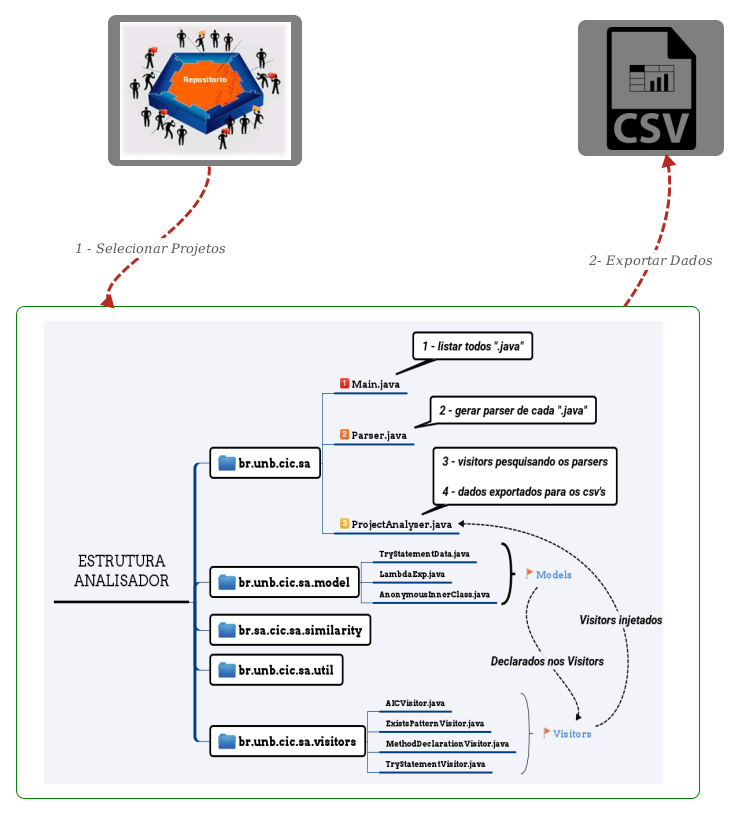 Repositorio
CSV
1 - Selecionar Projetos
2- Exportar Dados
1 - listar todos ".java"
1 Main.java
2 - gerar parser de cada ".java"
2 Parser.java
3 - visitors pesquisando os parsers
4 - dados exportados para os csv's
br.unb.cic.sa
3 ProjectAnalyser.java
ESTRUTURA
ANALISADOR
TryStatementData.java
LambdaExp.java
AnonymousInnerClass.java
br.unb.cic.sa.model
Models
br.sa.cic.sa.similarity
Visitors injetados
Declarados nos Visitors
br.unb.cic.sa.util
AICVisitor.java
ExistsPatternVisitor.java
MethodDeclarationVisitor.java
TryStatementVisitor.java
br.unb.cic.sa.visitors
Visitors